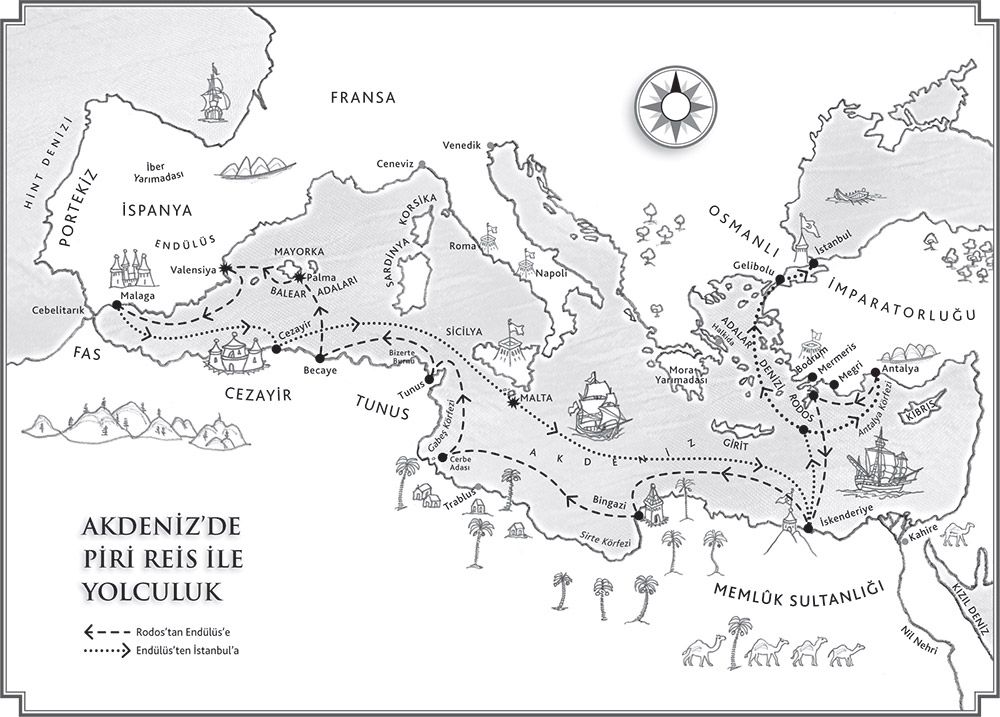 FRANSA
HINT DENIZI
PORTEKİZ
İber
Yarımadası
İSPANYA
ENDÜLÜS
Valensiya
Malaga
Cebelitarık
FAS
MAYORKA
Palma
BALEAR ADALARI
Ceneviz
Venedik
KORSİKA
SARDİNYA
Roma
Napoli
SİCİLYA
MALTA
Cezayir
Becaye
CEZAYİR
Bizerte
Burnu
Tunus
TUNUS
Gabeş Körfezi
Cerbe
Adası
Trablus
AKDENİZ
Bingazi
Sirte Körfezi
OSMANLI
İMPARATORLUĞU
İstanbul
Gelibolu
ADALAR DENİZİ
Halkida
Mora
Yarımadası
GİRİT
Bodrum
Mermeris
Megri
Antalya
RODOS
Antalya Körfezi
KIBRIS
İskenderiye
Kahire
MEMLÛK SULTANLIĞI
KIZIL DENİZ
Nil Nehri
AKDENİZ’DE
PİRİ REİS İLE
YOLCULUK
Rodos’tan Endülüs’e
Endülüs’ten İstanbul’a